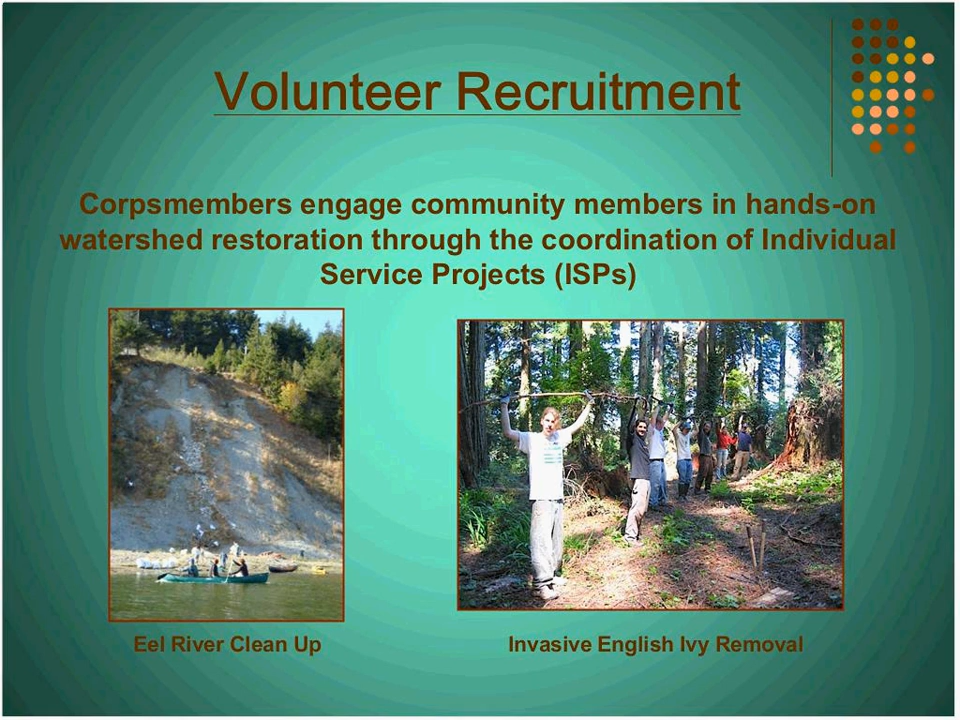 Volunteer Recruitment
Corpsmembers engage community members in hands-on
watershed restoration through the coordination of Individual
Service Projects (ISPs)
Eel River Clean Up
Invasive English Ivy Removal